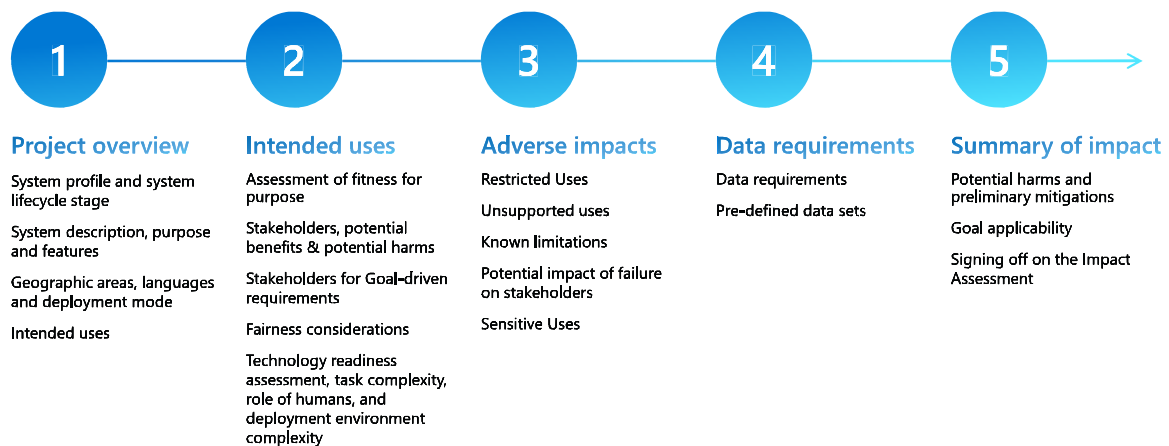 1
2
3
4
5
Project overview
System profile and system
lifecycle stage
System description, purpose
and features
Geographic areas, languages
and deployment mode
Intended uses
Intended uses
Assessment of fitness for
purpose
Stakeholders, potential
benefits & potential harms
Stakeholders for Goal-driven
requirements
Fairness considerations
Technology readiness
assessment, task complexity,
role of humans, and
deployment environment
complexity
Adverse impacts
Restricted Uses
Unsupported uses
Known limitations
Potential impact of failure
on stakeholders
Sensitive Uses
Data requirements
Data requirements
Pre-defined data sets
Summary of impact
Potential harms and
preliminary mitigations
Goal applicability
Signing off on the Impact
Assessment